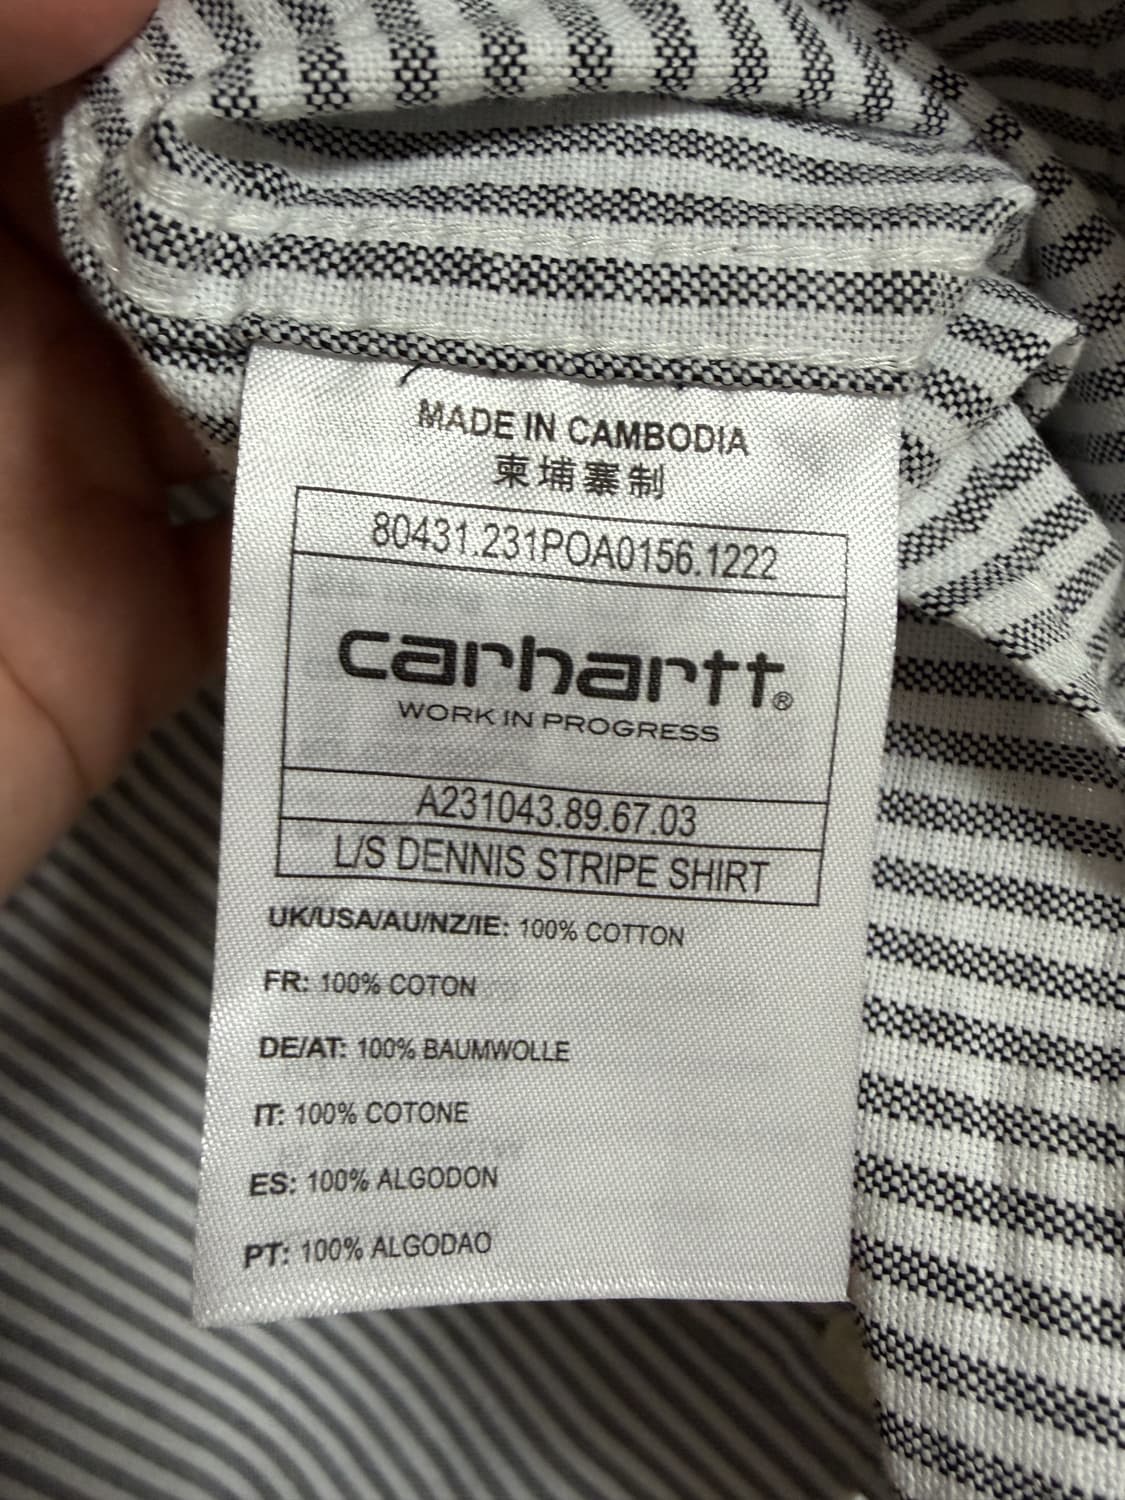 MADE IN CAMBODIA
柬埔寨制
80431.231POA0156.1222
carhartt®
WORK IN PROGRESS
A231043.89.67.03
L/S DENNIS STRIPE SHIRT
UK/USA/AU/NZ/IE: 100% COTTON
FR: 100% COTON
DE/AT: 100% BAUMWOLLE
IT: 100% COTONE
ES: 100% ALGODON
PT: 100% ALGODAO